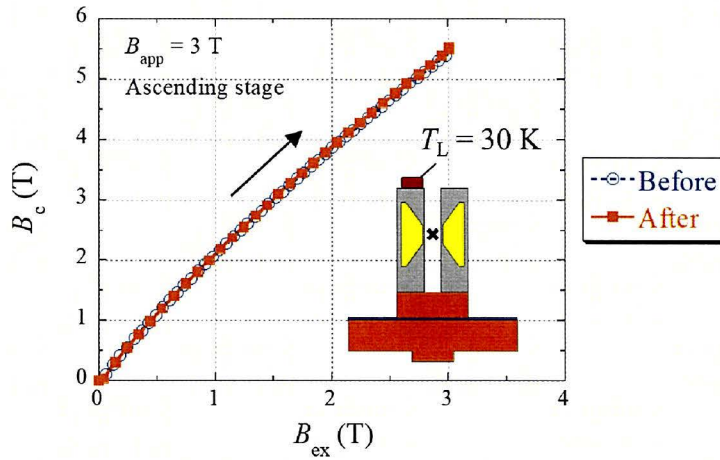 B_app = 3 T
Ascending stage
T_L = 30 K
Before
After
B_c (T)
6
5
4
3
2
1
0
0
1
2
3
4
B_ex (T)